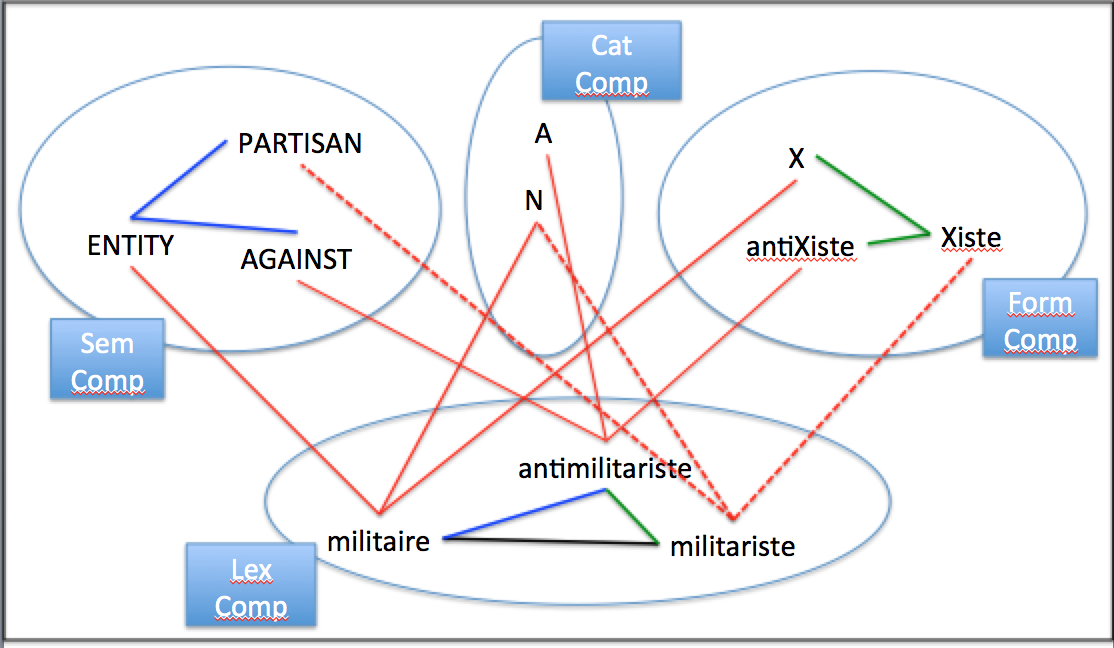 Cat
Comp
A
N
PARTISAN
ENTITY
AGAINST
X
antiXiste
Xiste
Sem
Comp
Form
Comp
antimilitariste
militaire
militariste
Lex
Comp